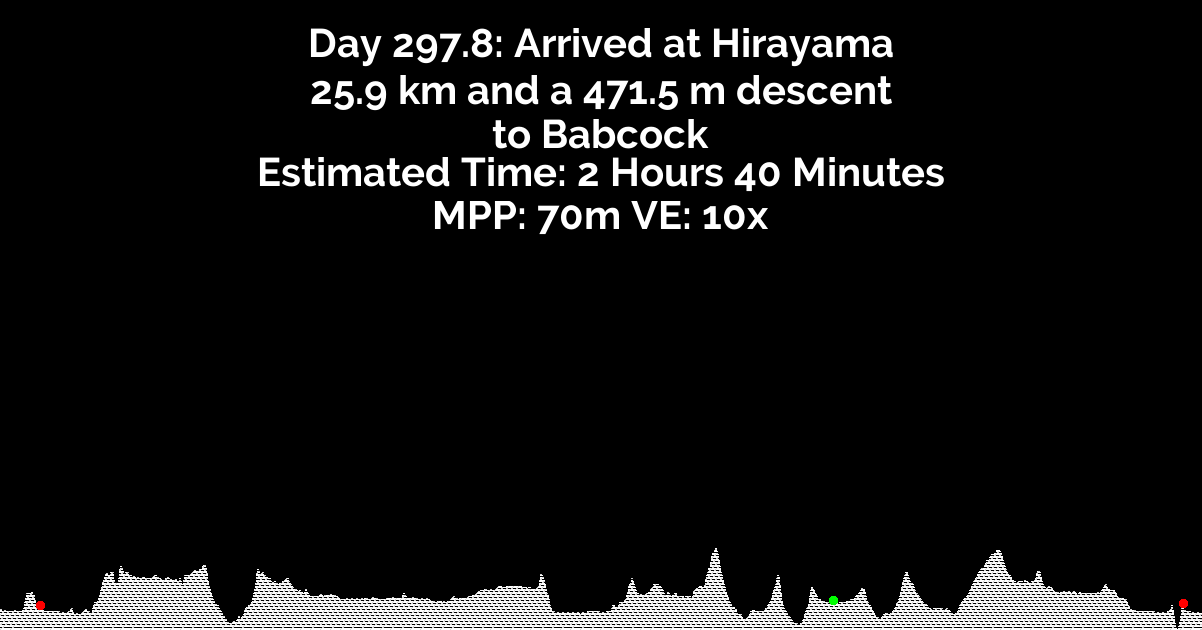 Day 297.8: Arrived at Hirayama
25.9 km and a 471.5 m descent
to Babcock
Estimated Time: 2 Hours 40 Minutes
MPP: 70m VE: 10x